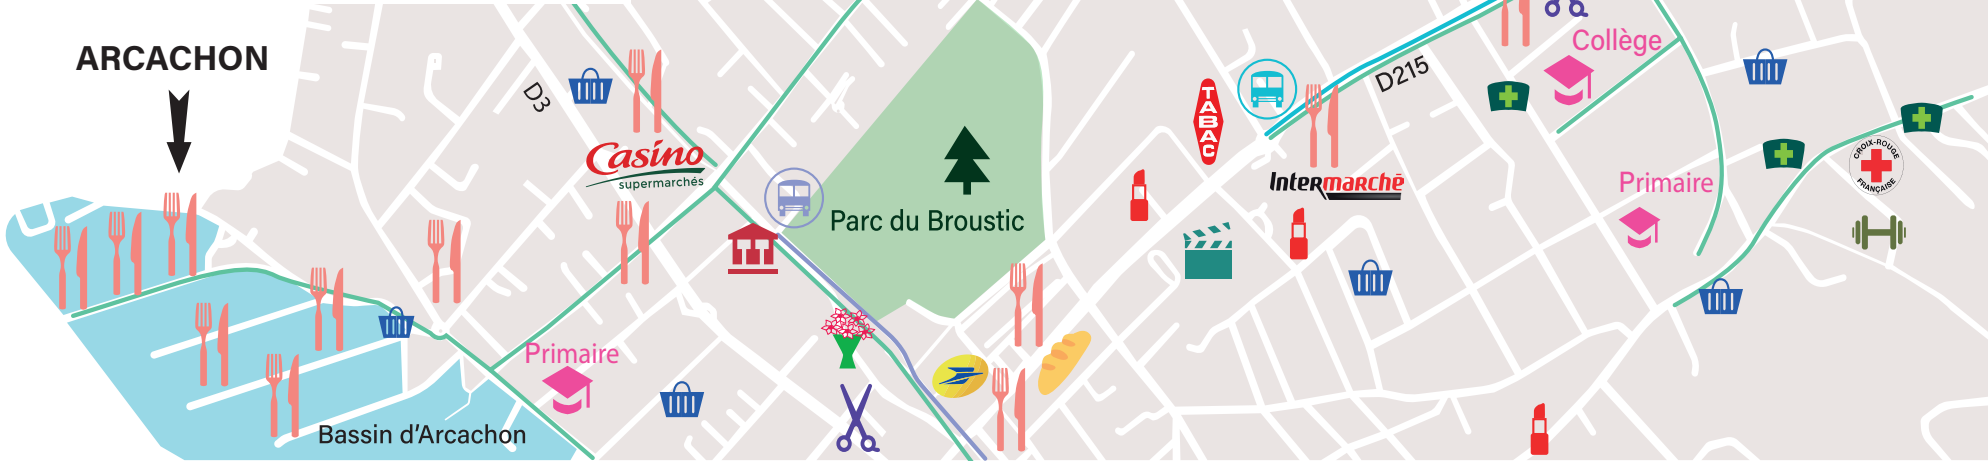 ARCACHON
D3
Casino
supermarchés
Parc du Broustic
Primaire
Bassin d'Arcachon
TABAC
D215
Intermarché
Collège
Primaire
CROIX-ROUGE
FRANÇAISE